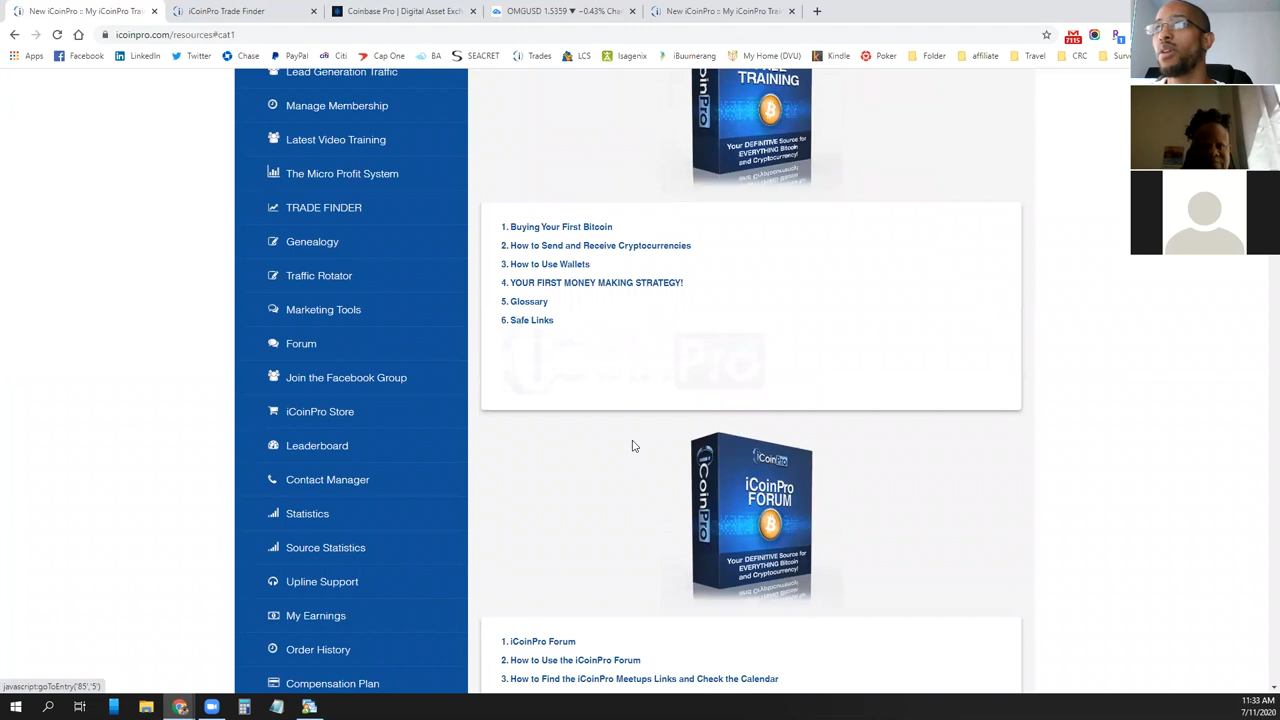 New iCoinPro :: My iCoinPro Trai
iCoinPro Trade Finder
Coinbase Pro | Digital Asset Exch
OMGUSD 1.5359 ▼ −0.43% Cha
New iCoinPro :: My iCoinPro Trai
icoinpro.com/resources#cat1
Apps
Facebook
LinkedIn
Twitter
Chase
PayPal
Citi
Cap One
BA
SEACRET
Trades
LCS
Isagenix
iBuumerang
My Home (DVU)
Poker
Kindle
Folder
affiliate
Travel
CRC
Surve
7115
1
Lead Generation Traffic
Manage Membership
Latest Video Training
The Micro Profit System
TRADE FINDER
Genealogy
Traffic Rotator
Marketing Tools
Forum
Join the Facebook Group
iCoinPro Store
Leaderboard
Contact Manager
Statistics
Source Statistics
Upline Support
My Earnings
Order History
Compensation Plan
TRAINING
Your DEFINITIVE Source for
EVERYTHING Bitcoin
and Cryptocurrency!
1. Buying Your First Bitcoin
2. How to Send and Receive Cryptocurrencies
3. How to Use Wallets
4. YOUR FIRST MONEY MAKING STRATEGY!
5. Glossary
6. Safe Links
iCoinPro
iCoinPro
iCoinPro
iCoinPro
FORUM
Your DEFINITIVE Source for
EVERYTHING Bitcoin
and Cryptocurrency!
1. iCoinPro Forum
2. How to Use the iCoinPro Forum
3. How to Find the iCoinPro Meetups Links and Check the Calendar
javascript:goToEntry('85','5')
11:33 AM
7/11/2020